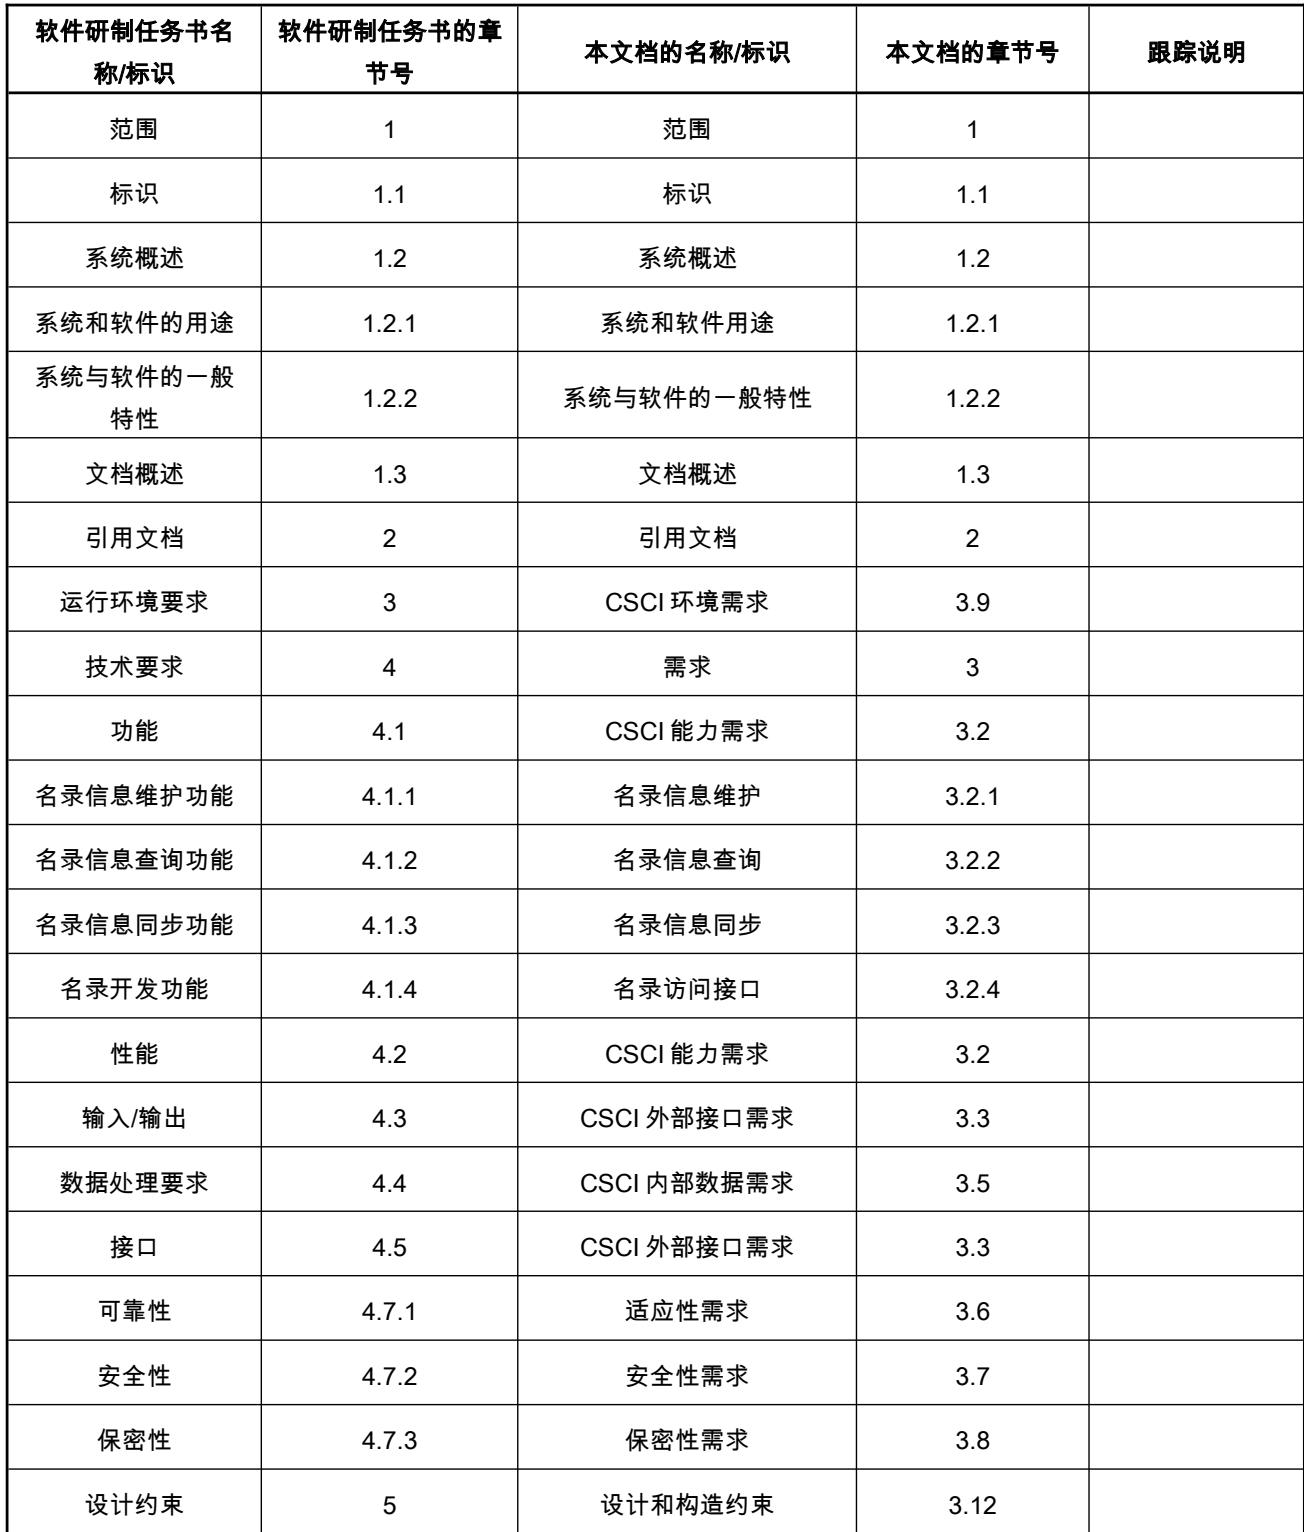 软件研制任务书名
称/标识
软件研制任务书的章
节号
本文档的名称/标识
本文档的章节号
跟踪说明
范围
1
范围
1
标识
1.1
标识
1.1
系统概述
1.2
系统概述
1.2
系统和软件的用途
1.2.1
系统和软件用途
1.2.1
系统与软件的一般
特性
1.2.2
系统与软件的一般特性
1.2.2
文档概述
1.3
文档概述
1.3
引用文档
2
引用文档
2
运行环境要求
3
CSCI 环境需求
3.9
技术要求
4
需求
3
功能
4.1
CSCI 能力需求
3.2
名录信息维护功能
4.1.1
名录信息维护
3.2.1
名录信息查询功能
4.1.2
名录信息查询
3.2.2
名录信息同步功能
4.1.3
名录信息同步
3.2.3
名录开发功能
4.1.4
名录访问接口
3.2.4
性能
4.2
CSCI 能力需求
3.2
输入/输出
4.3
CSCI 外部接口需求
3.3
数据处理要求
4.4
CSCI 内部数据需求
3.5
接口
4.5
CSCI 外部接口需求
3.3
可靠性
4.7.1
适应性需求
3.6
安全性
4.7.2
安全性需求
3.7
保密性
4.7.3
保密性需求
3.8
设计约束
5
设计和构造约束
3.12